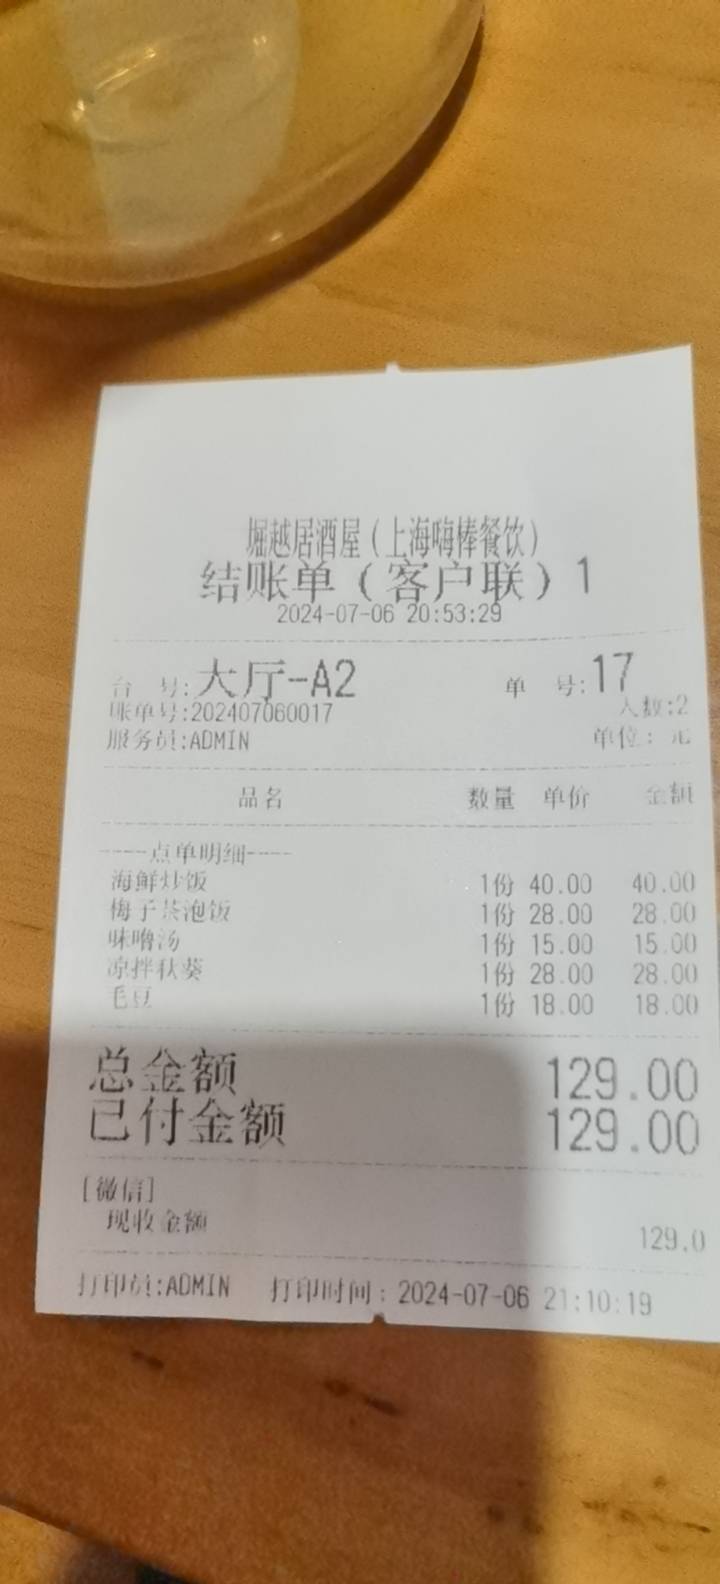 堀越居酒屋(上海嗨棒餐饮)
结账单(客户联)1
2024-07-06 20:53:29
台 号:大厅-A2 单 号:17
账单号:202407060017 人数:2
服务员:ADMIN 单位: 元
品名 数量 单价 金额
----点单明细----
海鲜炒饭 1份 40.00 40.00
梅子茶泡饭 1份 28.00 28.00
味噜汤 1份 15.00 15.00
凉拌秋葵 1份 28.00 28.00
毛豆 1份 18.00 18.00
总金额 129.00
已付金额 129.00
[微信]
现收金额 129.0
打印员:ADMIN 打印时间:2024-07-06 21:10:19